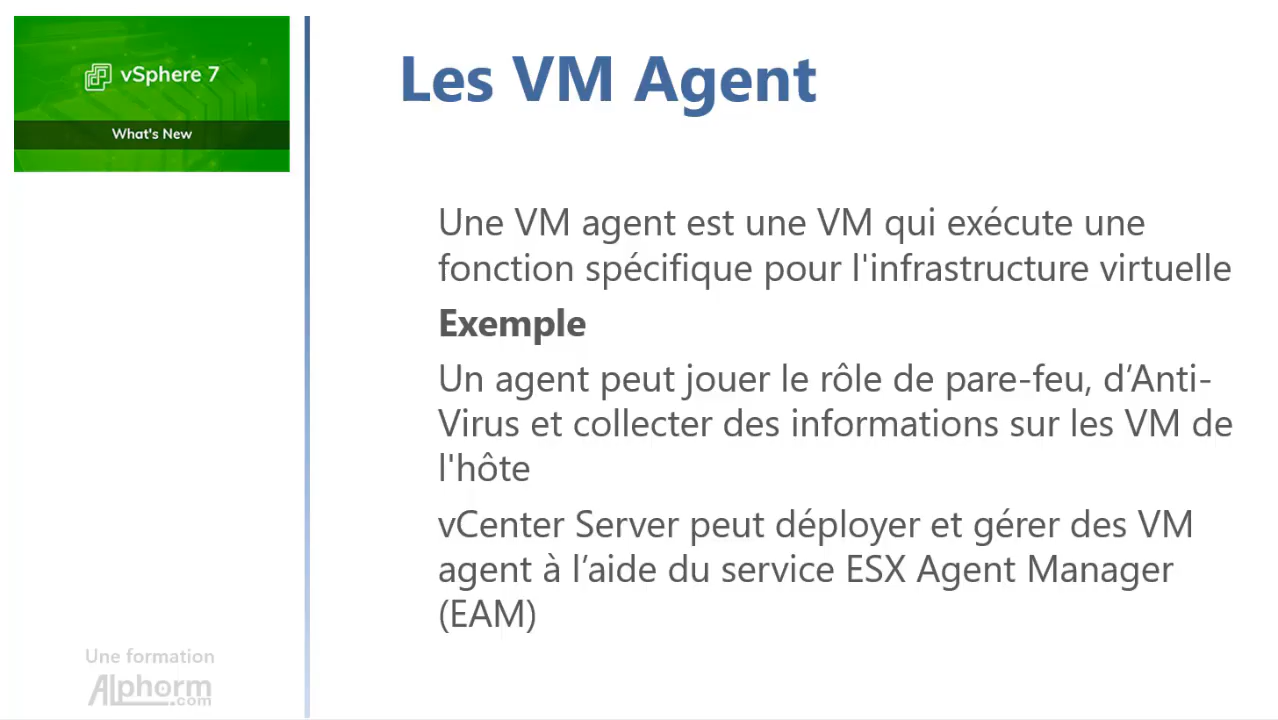 vSphere 7
What's New
Les VM Agent
Une VM agent est une VM qui exécute une
fonction spécifique pour l'infrastructure virtuelle
Exemple
Un agent peut jouer le rôle de pare-feu, d‘Anti-
Virus et collecter des informations sur les VM de
l'hôte
vCenter Server peut déployer et gérer des VM
agent à l’aide du service ESX Agent Manager
(EAM)
Une formation
Alphorm
.com